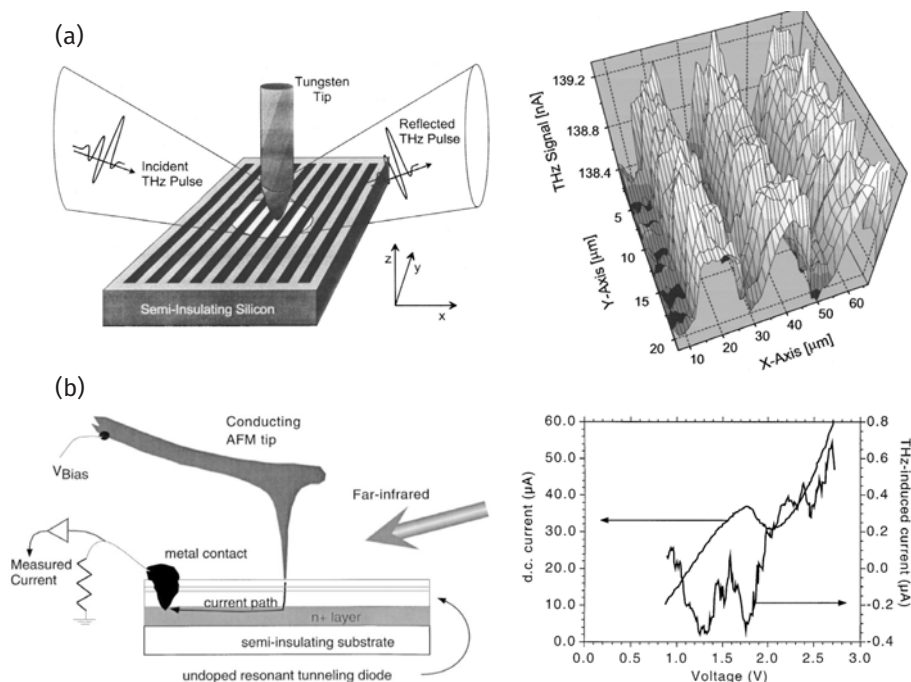 (a)
Tungsten
Tip
Incident
THz Pulse
Reflected
THz Pulse
z
y
x
Semi-Insulating Silicon
139.2
138.8
138.4
THz Signal [nA]
5
10
15
20
Y-Axis [μm]
10
20
30
40
50
60
X-Axis [μm]
(b)
Conducting
AFM tip
VBias
Far-infrared
metal contact
Measured
Current
current path
n+ layer
semi-insulating substrate
undoped resonant tunneling diode
60.0
50.0
40.0
30.0
20.0
10.0
0.0
d.c. current (μA)
0.8
0.6
0.4
0.2
0.0
-0.2
-0.4
THz-induced current (μA)
0.0 0.5 1.0 1.5 2.0 2.5 3.0
Voltage (V)